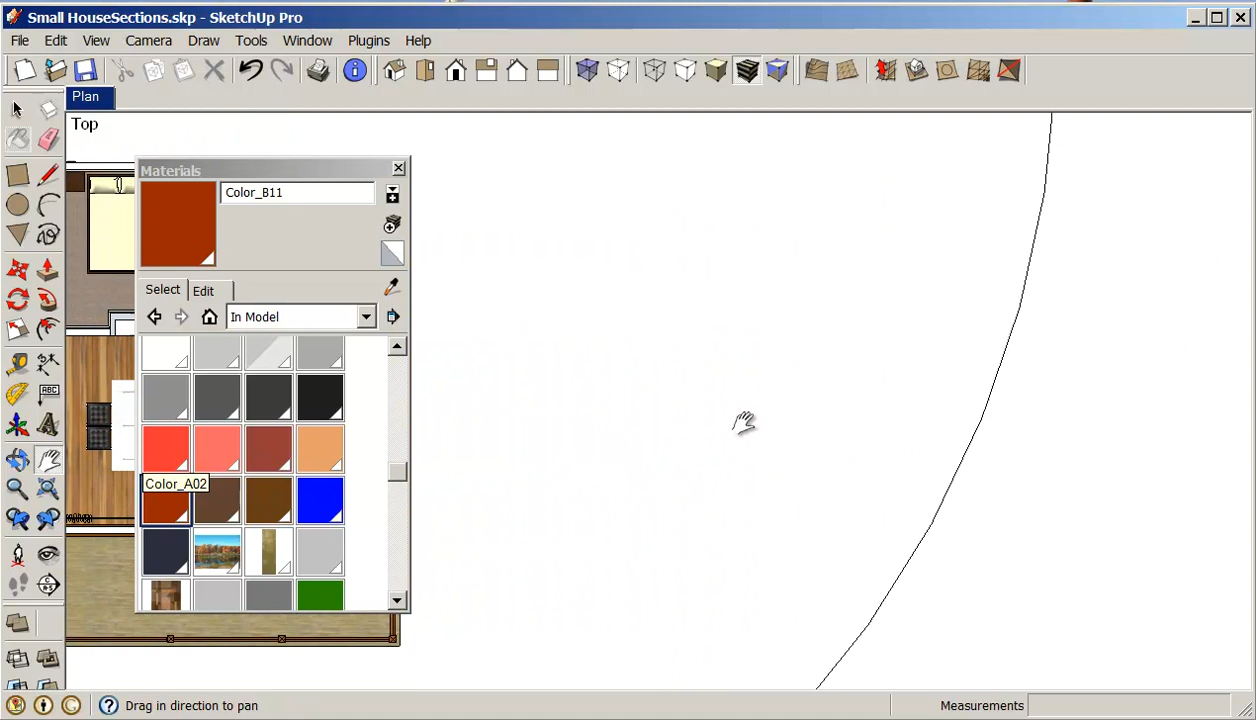 Small HouseSections.skp - SketchUp Pro
File Edit View Camera Draw Tools Window Plugins Help
Plan
Top
Materials
Color_B11
Select Edit
In Model
Color_A02
ABC
Drag in direction to pan
Measurements